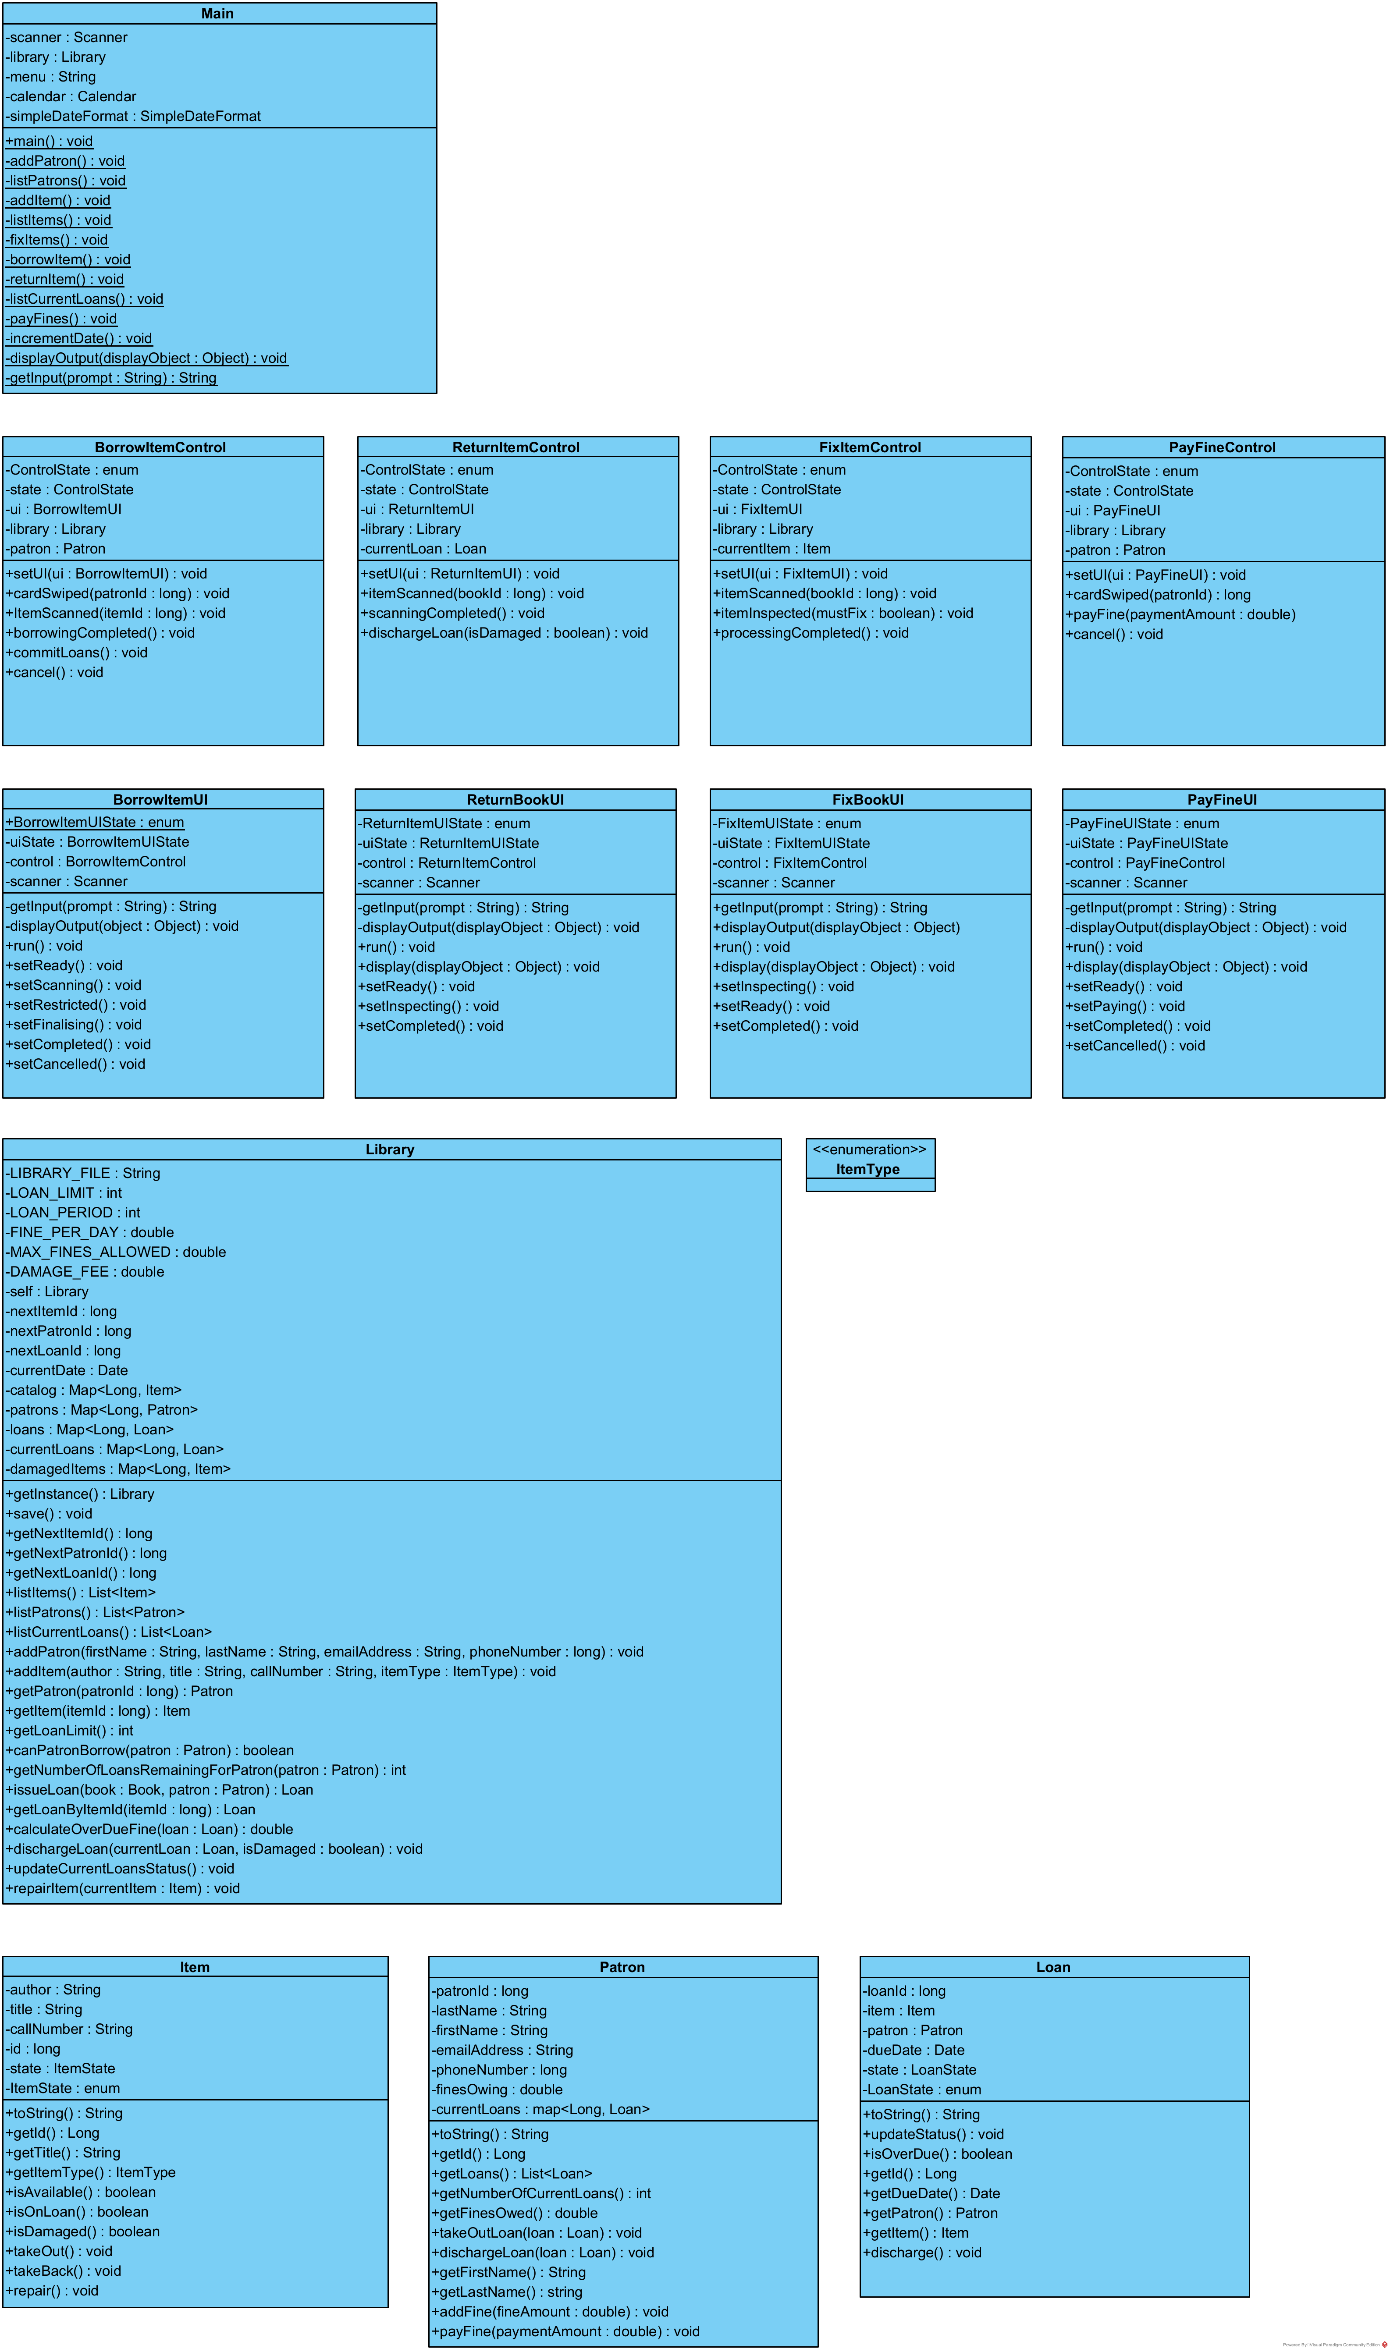 Main
-scanner : Scanner
-library : Library
-menu : String
-calendar : Calendar
-simpleDateFormat : SimpleDateFormat
+main() : void
-addPatron() : void
-listPatrons() : void
-addItem() : void
-listItems() : void
-fixItems() : void
-borrowItem() : void
-returnItem() : void
-listCurrentLoans() : void
-payFines() : void
-incrementDate() : void
-displayOutput(displayObject : Object) : void
-getInput(prompt : String) : String
BorrowItemControl
-ControlState : enum
-state : ControlState
-ui : BorrowItemUI
-library : Library
-patron : Patron
+setUI(ui : BorrowItemUI) : void
+cardSwiped(patronId : long) : void
+ItemScanned(itemId : long) : void
+borrowingCompleted() : void
+commitLoans() : void
+cancel() : void
ReturnItemControl
-ControlState : enum
-state : ControlState
-ui : ReturnItemUI
-library : Library
-currentLoan : Loan
+setUI(ui : ReturnItemUI) : void
+itemScanned(bookId : long) : void
+scanningCompleted() : void
+dischargeLoan(isDamaged : boolean) : void
FixItemControl
-ControlState : enum
-state : ControlState
-ui : FixItemUI
-library : Library
-currentItem : Item
+setUI(ui : FixItemUI) : void
+itemScanned(bookId : long) : void
+itemInspected(mustFix : boolean) : void
+processingCompleted() : void
PayFineControl
-ControlState : enum
-state : ControlState
-ui : PayFineUI
-library : Library
-patron : Patron
+setUI(ui : PayFineUI) : void
+cardSwiped(patronId) : long
+payFine(paymentAmount : double)
+cancel() : void
BorrowItemUI
+BorrowItemUIState : enum
-uiState : BorrowItemUIState
-control : BorrowItemControl
-scanner : Scanner
-getInput(prompt : String) : String
-displayOutput(object : Object) : void
+run() : void
+setReady() : void
+setScanning() : void
+setRestricted() : void
+setFinalising() : void
+setCompleted() : void
+setCancelled() : void
ReturnBookUI
-ReturnItemUIState : enum
-uiState : ReturnItemUIState
-control : ReturnItemControl
-scanner : Scanner
-getInput(prompt : String) : String
-displayOutput(displayObject : Object) : void
+run() : void
+display(displayObject : Object) : void
+setReady() : void
+setInspecting() : void
+setCompleted() : void
FixBookUI
-FixItemUIState : enum
-uiState : FixItemUIState
-control : FixItemControl
-scanner : Scanner
+getInput(prompt : String) : String
+displayOutput(displayObject : Object)
+run() : void
+display(displayObject : Object) : void
+setInspecting() : void
+setReady() : void
+setCompleted() : void
PayFineUI
-PayFineUIState : enum
-uiState : PayFineUIState
-control : PayFineControl
-scanner : Scanner
-getInput(prompt : String) : String
-displayOutput(displayObject : Object) : void
+run() : void
+display(displayObject : Object) : void
+setReady() : void
+setPaying() : void
+setCompleted() : void
+setCancelled() : void
Library
-LIBRARY_FILE : String
-LOAN_LIMIT : int
-LOAN_PERIOD : int
-FINE_PER_DAY : double
-MAX_FINES_ALLOWED : double
-DAMAGE_FEE : double
-self : Library
-nextItemId : long
-nextPatronId : long
-nextLoanId : long
-currentDate : Date
-catalog : Map<Long, Item>
-patrons : Map<Long, Patron>
-loans : Map<Long, Loan>
-currentLoans : Map<Long, Loan>
-damagedItems : Map<Long, Item>
+getInstance() : Library
+save() : void
+getNextItemId() : long
+getNextPatronId() : long
+getNextLoanId() : long
+listItems() : List<Item>
+listPatrons() : List<Patron>
+listCurrentLoans() : List<Loan>
+addPatron(firstName : String, lastName : String, emailAddress : String, phoneNumber : long) : void
+addItem(author : String, title : String, callNumber : String, itemType : ItemType) : void
+getPatron(patronId : long) : Patron
+getItem(itemId : long) : Item
+getLoanLimit() : int
+canPatronBorrow(patron : Patron) : boolean
+getNumberOfLoansRemainingForPatron(patron : Patron) : int
+issueLoan(book : Book, patron : Patron) : Loan
+getLoanByItemId(itemId : long) : Loan
+calculateOverDueFine(loan : Loan) : double
+dischargeLoan(currentLoan : Loan, isDamaged : boolean) : void
+updateCurrentLoansStatus() : void
+repairItem(currentItem : Item) : void
<<enumeration>>
ItemType
Item
-author : String
-title : String
-callNumber : String
-id : long
-state : ItemState
-ItemState : enum
+toString() : String
+getId() : Long
+getTitle() : String
+getItemType() : ItemType
+isAvailable() : boolean
+isOnLoan() : boolean
+isDamaged() : boolean
+takeOut() : void
+takeBack() : void
+repair() : void
Patron
-patronId : long
-lastName : String
-firstName : String
-emailAddress : String
-phoneNumber : long
-finesOwing : double
-currentLoans : map<Long, Loan>
+toString() : String
+getId() : Long
+getLoans() : List<Loan>
+getNumberOfCurrentLoans() : int
+getFinesOwed() : double
+takeOutLoan(loan : Loan) : void
+dischargeLoan(loan : Loan) : void
+getFirstName() : String
+getLastName() : string
+addFine(fineAmount : double) : void
+payFine(paymentAmount : double) : void
Loan
-loanId : long
-item : Item
-patron : Patron
-dueDate : Date
-state : LoanState
-LoanState : enum
+toString() : String
+updateStatus() : void
+isOverDue() : boolean
+getId() : Long
+getDueDate() : Date
+getPatron() : Patron
+getItem() : Item
+discharge() : void
Powered By Visual Paradigm Community Edition